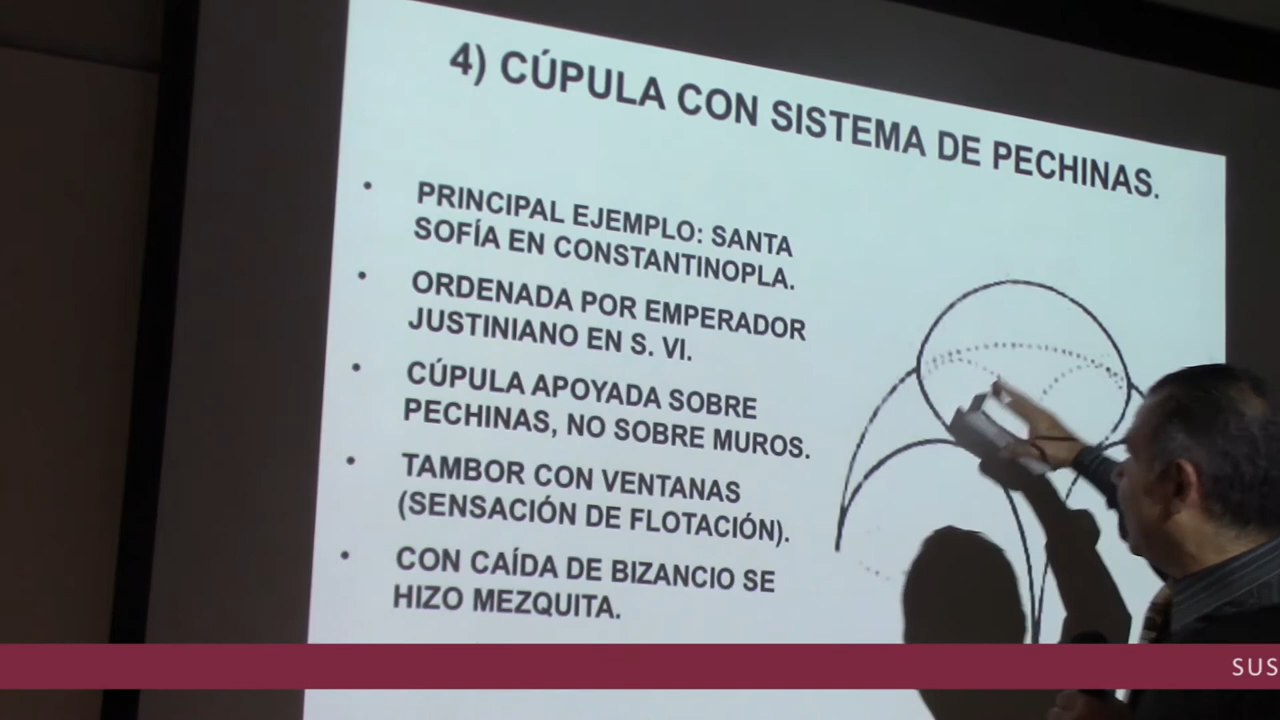 4) CÚPULA CON SISTEMA DE PECHINAS.
• PRINCIPAL EJEMPLO: SANTA
SOFÍA EN CONSTANTINOPLA.
• ORDENADA POR EMPERADOR
JUSTINIANO EN S. VI.
• CÚPULA APOYADA SOBRE
PECHINAS, NO SOBRE MUROS.
• TAMBOR CON VENTANAS
(SENSACIÓN DE FLOTACIÓN).
• CON CAÍDA DE BIZANCIO SE
HIZO MEZQUITA.
SUS